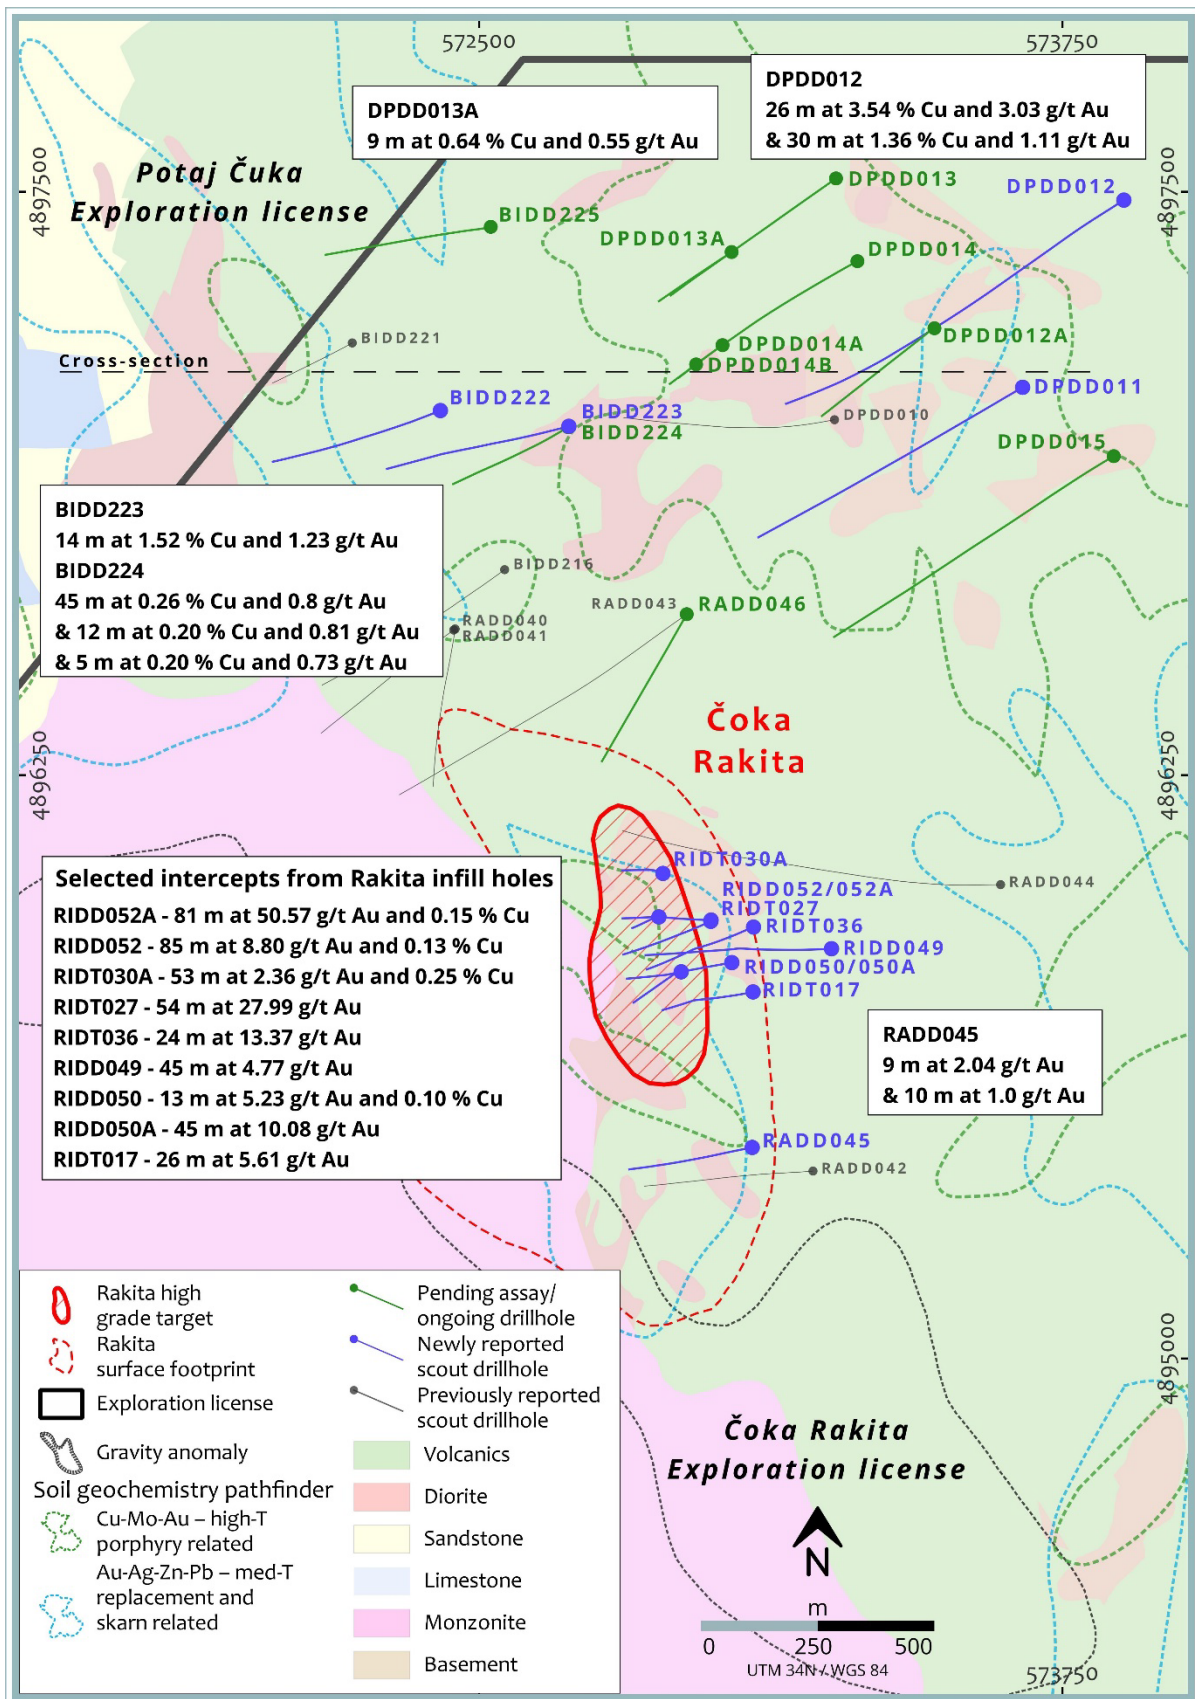 572500
573750
DPDD013A
9 m at 0.64 % Cu and 0.55 g/t Au
DPDD012
26 m at 3.54 % Cu and 3.03 g/t Au
& 30 m at 1.36 % Cu and 1.11 g/t Au
4897500
4897500
Potaj Čuka
Exploration license
BIDD225
DPDD013
DPDD012
DPDD013A
DPDD014
BIDD221
DPDD014A
DPDD012A
Cross-section
DPDD014B
BIDD222
BIDD223
BIDD224
DPDD011
DPDD010
DPDD015
BIDD223
14 m at 1.52 % Cu and 1.23 g/t Au
BIDD224
45 m at 0.26 % Cu and 0.8 g/t Au
& 12 m at 0.20 % Cu and 0.81 g/t Au
& 5 m at 0.20 % Cu and 0.73 g/t Au
BIDD216
RADD040
RADD041
RADD043
RADD046
Čoka
Rakita
4896250
4896250
RIDT030A
RIDD052/052A
RIDT027
RIDT036
RADD044
RIDD049
RIDD050/050A
RIDT017
Selected intercepts from Rakita infill holes
RIDD052A - 81 m at 50.57 g/t Au and 0.15 % Cu
RIDD052 - 85 m at 8.80 g/t Au and 0.13 % Cu
RIDT030A - 53 m at 2.36 g/t Au and 0.25 % Cu
RIDT027 - 54 m at 27.99 g/t Au
RIDT036 - 24 m at 13.37 g/t Au
RIDD049 - 45 m at 4.77 g/t Au
RIDD050 - 13 m at 5.23 g/t Au and 0.10 % Cu
RIDD050A - 45 m at 10.08 g/t Au
RIDT017 - 26 m at 5.61 g/t Au
RADD045
9 m at 2.04 g/t Au
& 10 m at 1.0 g/t Au
RADD045
RADD042
Rakita high
grade target
Rakita
surface footprint
Exploration license
Gravity anomaly
Soil geochemistry pathfinder
Cu-Mo-Au – high-T
porphyry related
Au-Ag-Zn-Pb – med-T
replacement and
skarn related
Pending assay/
ongoing drillhole
Newly reported
scout drillhole
Previously reported
scout drillhole
Volcanics
Diorite
Sandstone
Limestone
Monzonite
Basement
4895000
Čoka Rakita
Exploration license
N
m
0 250 500
UTM 34N / WGS 84
573750